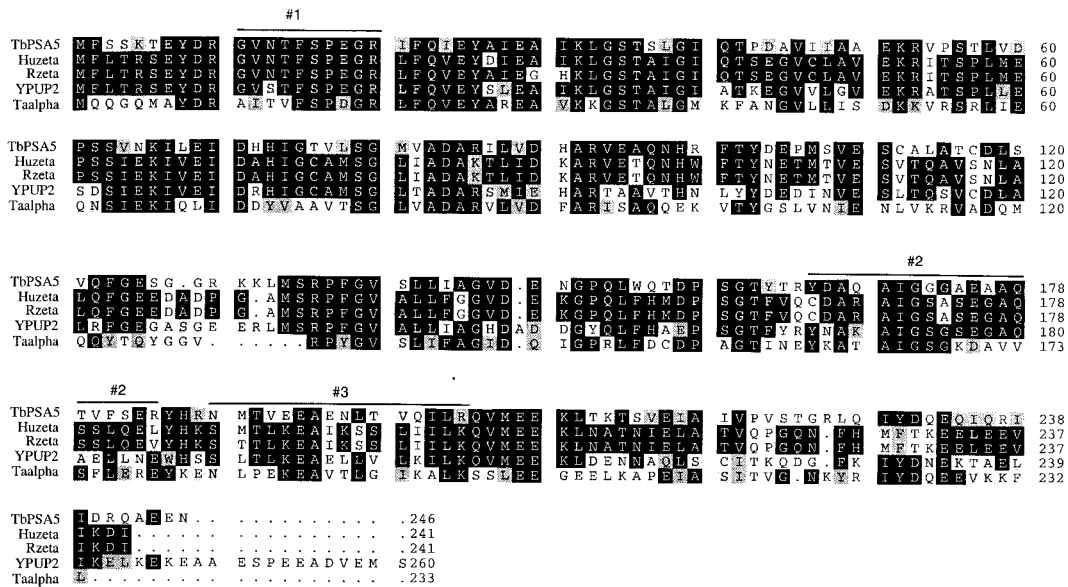 #1
TbPSA5 MFSSKTEYDR GVNTFSPEGR IFQIEYAIEA IKLGSTSLGI QTPDAVIIAA EKRVPSTLVD 60
Huzeta MFLTRSEYDR GVNTFSPEGR LFQVEYDIEA IKLGSTAIGI QTSEGVCLAV EKRITSPLME 60
Rzeta MFLTRSEYDR GVNTFSPEGR LFQVEYAIEG HKLGSTAIGI QTSEGVCLAV EKRITSPLME 60
YPUP2 MFLTRSEYDR GVSTFSPEGR LFQVEYSLEA IKLGSTAIGI ATKEGVVLGV EKRATSPLLE 60
Taalpha MQQGQMAYDR AITVFSPDGR LFQVEYAREA VKKGSTALGM KFANGVLLIS DKKVRSRLIE 60
TbPSA5 PSSVNKILEI DHHIGTVLSG MVADARILVD HARVEAQNHR FTYDEPMSVE SCALATCDLS 120
Huzeta PSSIEKIVEI DAHIGCAMSG LIADAKTLID KARVETQNHW FTYNETMTVE SVTQAVSNLA 120
Rzeta PSSIEKIVEI DAHIGCAMSG LIADAKTLID KARVETQNHW FTYNETMTVE SVTQAVSNLA 120
YPUP2 SDSIEKIVEI DRHIGCAMSG LTADARSMIE HARTAAVTHN LYYDEDINVE SLTQSVCDLA 120
Taalpha QNSIEKIQLI DDYVAAVTSG LVADARVLVD FARISAQQEK VTYGSLVNIE NLVKRVADQM 120
#2
TbPSA5 VQFGESG.GR KKLMSRPFGV SLLIAGVD.E NGPQLWQTDP SGTYTRYDAQ AIGGGAEAAQ 178
Huzeta LQFGEEDADP G.AMSRPFGV ALLFGGVD.E KGPQLFHMDP SGTFVQCDAR AIGSASEGAQ 178
Rzeta LQFGEEDADP G.AMSRPFGV ALLFGGVD.E KGPQLFHMDP SGTFVQCDAR AIGSASEGAQ 178
YPUP2 LRFGEGASGE ERLMSRPFGV ALLIAGHDAD DGYQLFHAEP SGTFYRYNAK AIGSGSEGAQ 180
Taalpha QQYTQYGGV. .....RPYGV SLIFAGID.Q IGPRLFDCDP AGTINEYKAT AIGSGKDAVV 173
#2 #3
TbPSA5 TVFSERYHRN MTVEEAENLT VQILRQVMEE KLTKTSVEIA IVPVSTGRLQ IYDQEQIQRI 238
Huzeta SSLQELYHKS MTLKEAIKSS LIILKQVMEE KLNATNIELA TVQPGQN.FH MFTKEELEEV 237
Rzeta SSLQEVYHKS TTLKEAIKSS LIILKQVMEE KLNATNIELA TVQPGQN.FH MFTKEELEEV 237
YPUP2 AELLNEWHSS LTLKEAELLV LKILKQVMEE KLDENNAQLS CITKQDG.FK IYDNEKTAEL 239
Taalpha SFLEREYKEN LPEKEAVTLG IKALKSSLEE GEELKAPEIA SITVG.NKYR IYDQEEVKKF 232
TbPSA5 IDRQAEEN.. .......... .246
Huzeta IKDI...... .......... .241
Rzeta IKDI...... .......... .241
YPUP2 IKELKEKEAA ESPEEADVEM S260
Taalpha L......... .......... .233